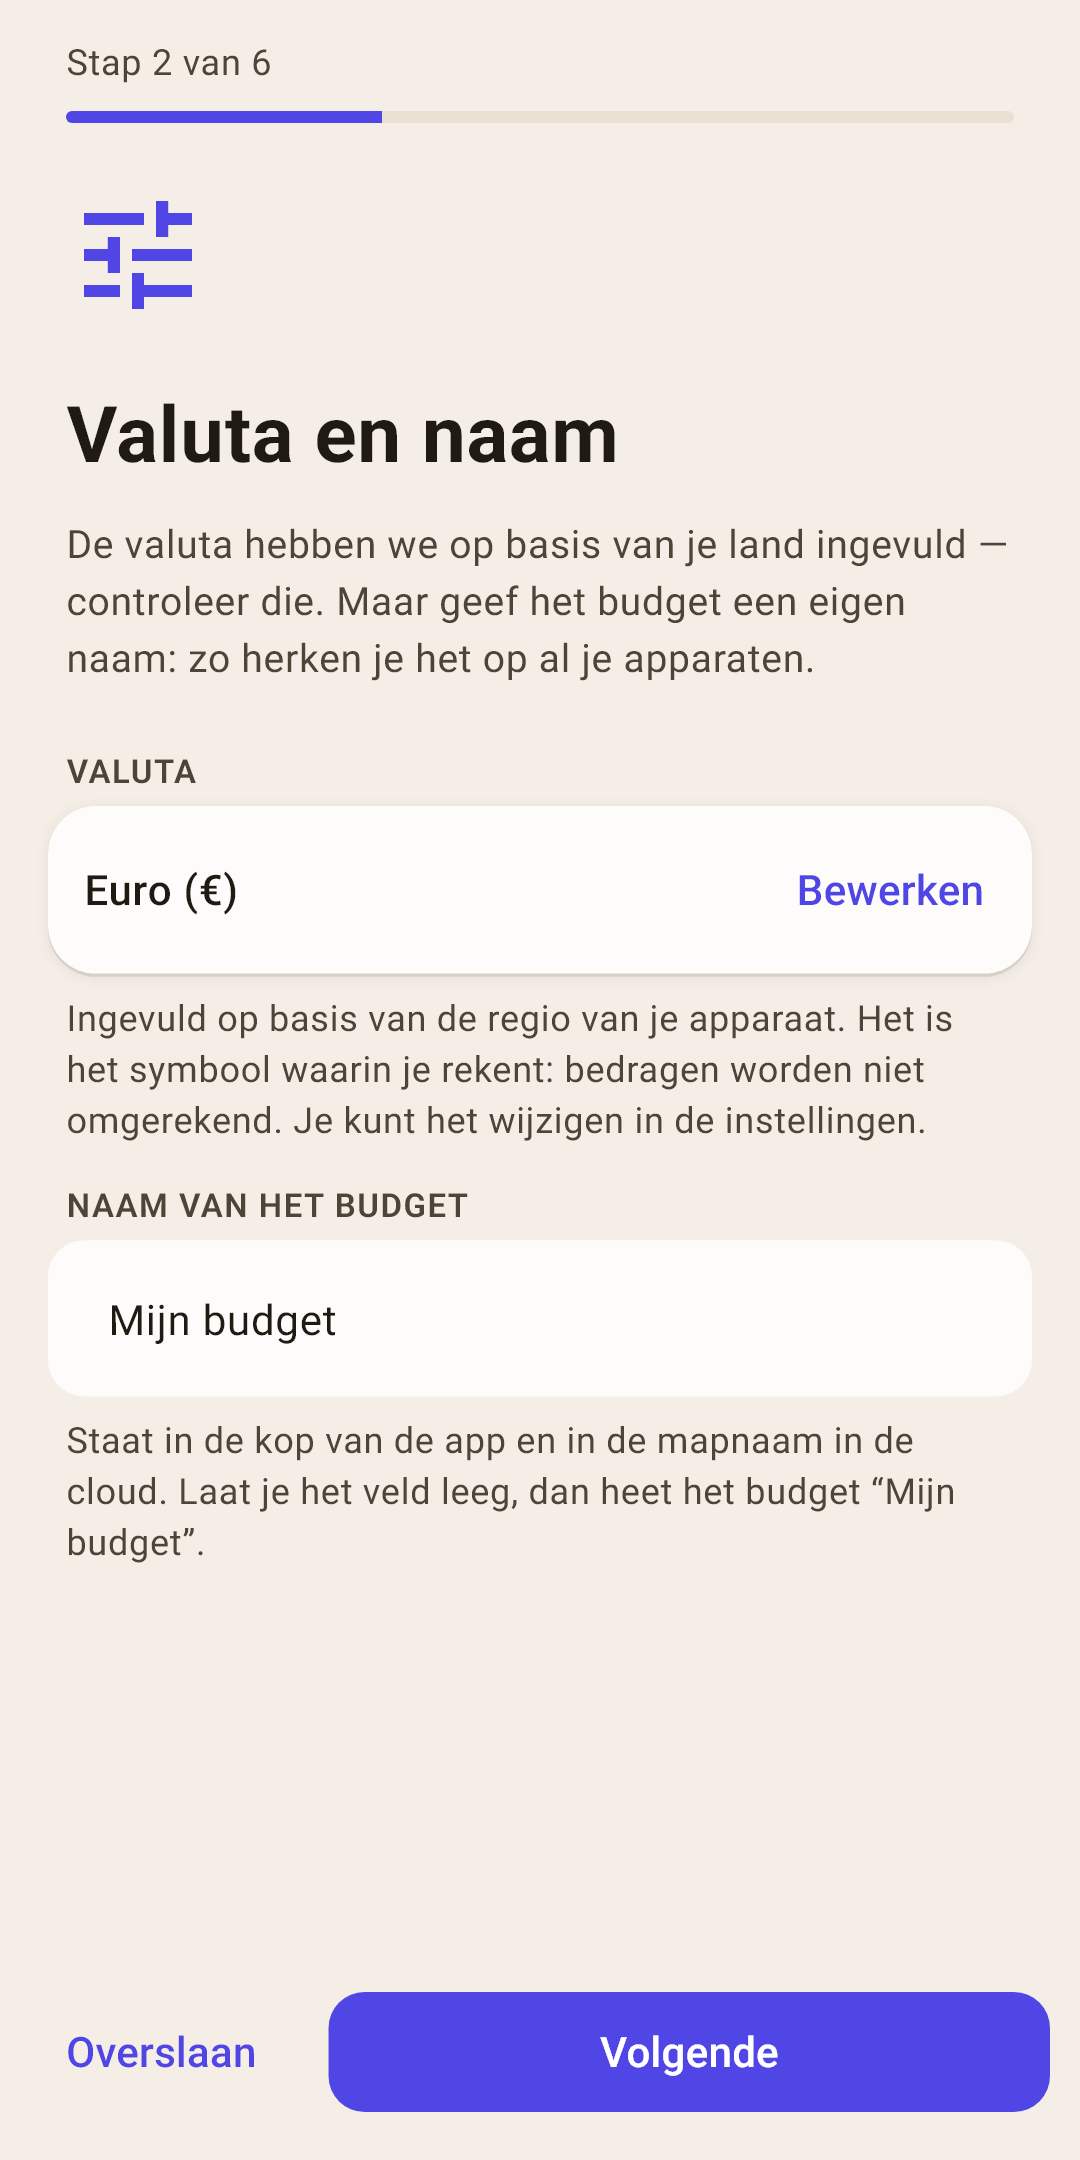 Stap 2 van 6
Valuta en naam
De valuta hebben we op basis van je land ingevuld —
controleer die. Maar geef het budget een eigen
naam: zo herken je het op al je apparaten.
VALUTA
Euro (€)
Bewerken
Ingevuld op basis van de regio van je apparaat. Het is
het symbool waarin je rekent: bedragen worden niet
omgerekend. Je kunt het wijzigen in de instellingen.
NAAM VAN HET BUDGET
Mijn budget
Staat in de kop van de app en in de mapnaam in de
cloud. Laat je het veld leeg, dan heet het budget “Mijn
budget”.
Overslaan
Volgende